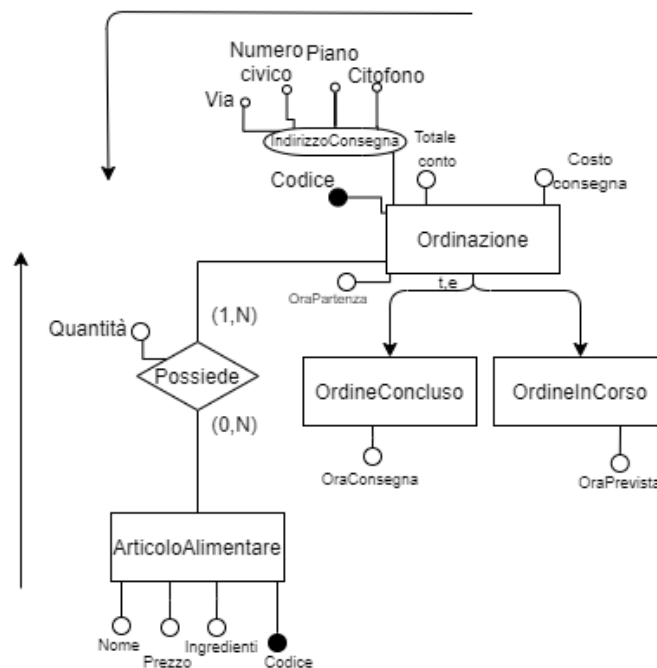 Numero
civico
Piano
Citofono
Via
IndirizzoConsegna
Totale
conto
Costo
consegna
Codice
Ordinazione
OraPartenza
t,e
Quantità
(1,N)
Possiede
(0,N)
OrdineConcluso
OrdineInCorso
OraConsegna
OraPrevista
ArticoloAlimentare
Nome
Prezzo
Ingredienti
Codice